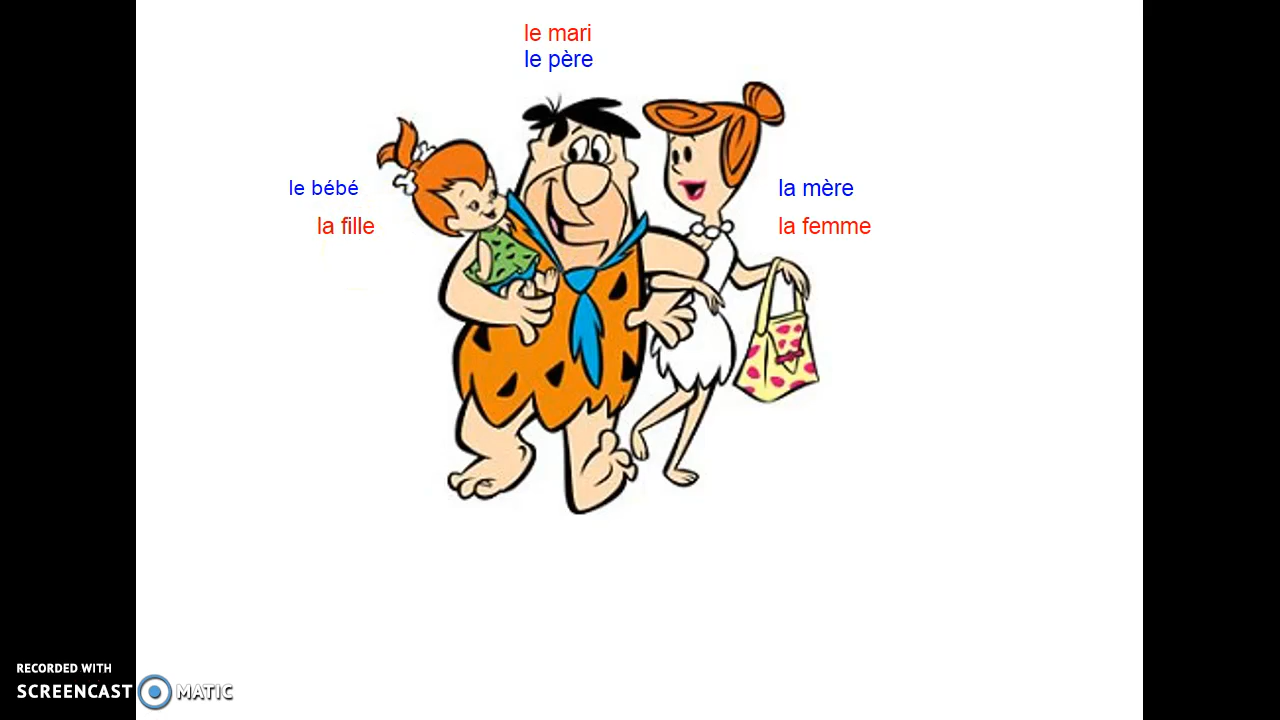 le mari
le père
le bébé
la fille
la mère
la femme
RECORDED WITH
SCREENCAST MATIC